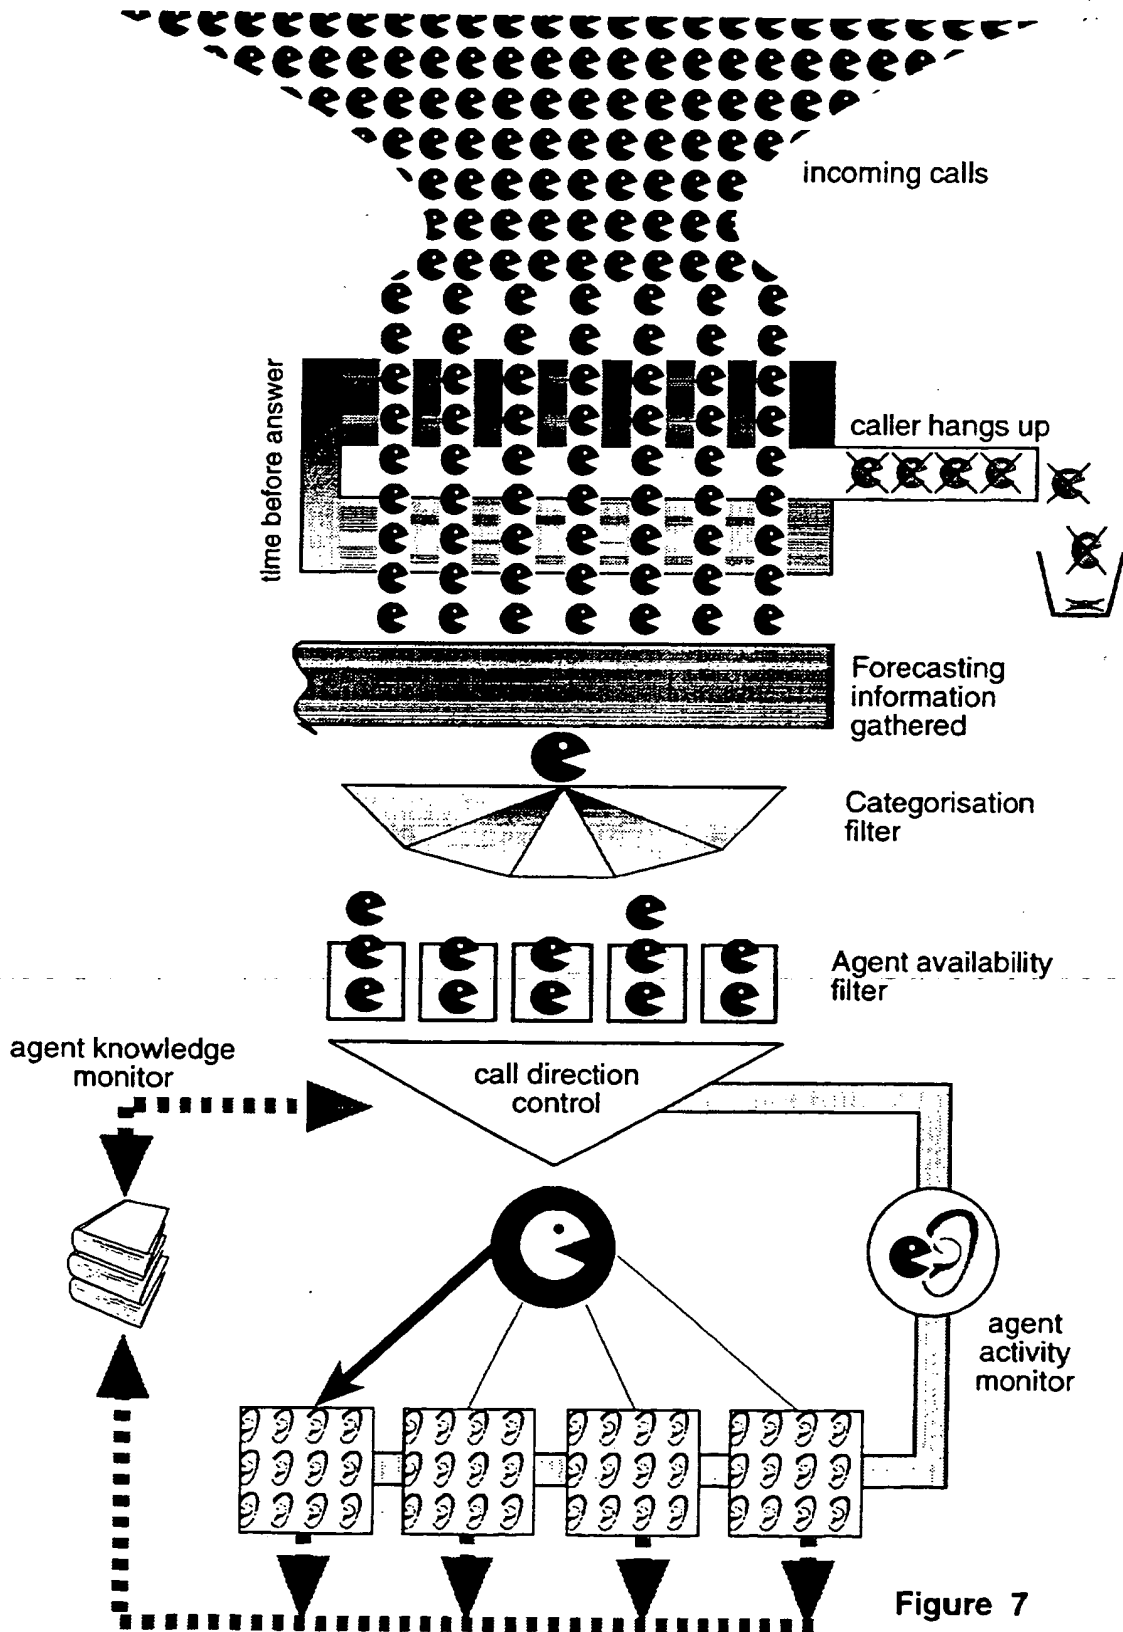 incoming calls
time before answer
caller hangs up
Forecasting
information
gathered
Categorisation
filter
Agent availability
filter
agent knowledge
monitor
call direction
control
agent
activity
monitor
Figure 7